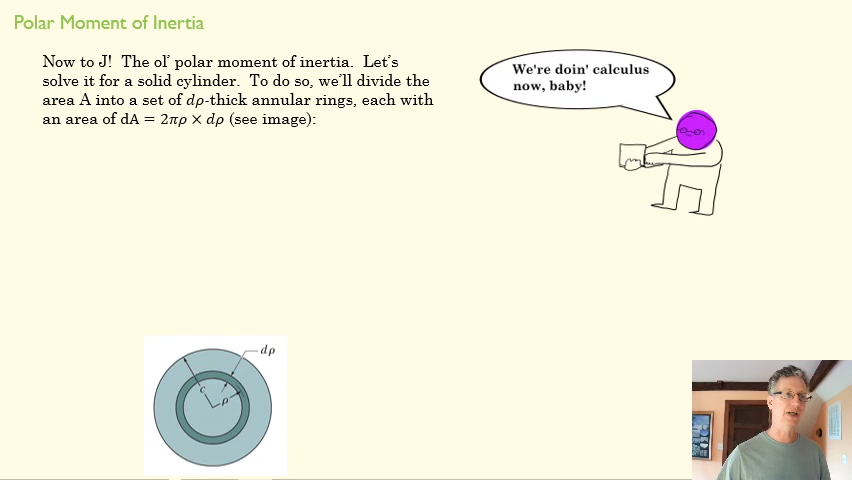 Polar Moment of Inertia
Now to J!  The ol' polar moment of inertia.  Let's
solve it for a solid cylinder.  To do so, we'll divide the
area A into a set of 𝑑𝜌-thick annular rings, each with
an area of dA = 2𝜋𝜌 × 𝑑𝜌 (see image):
We're doin' calculus
now, baby!
dρ
c
ρ